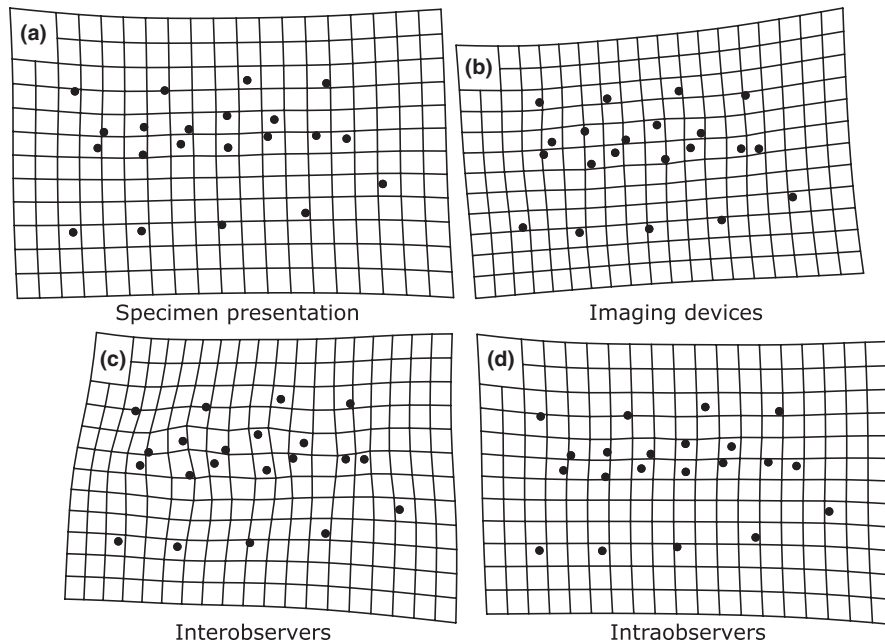 (a)
(b)
Specimen presentation
Imaging devices
(c)
(d)
Interobservers
Intraobservers